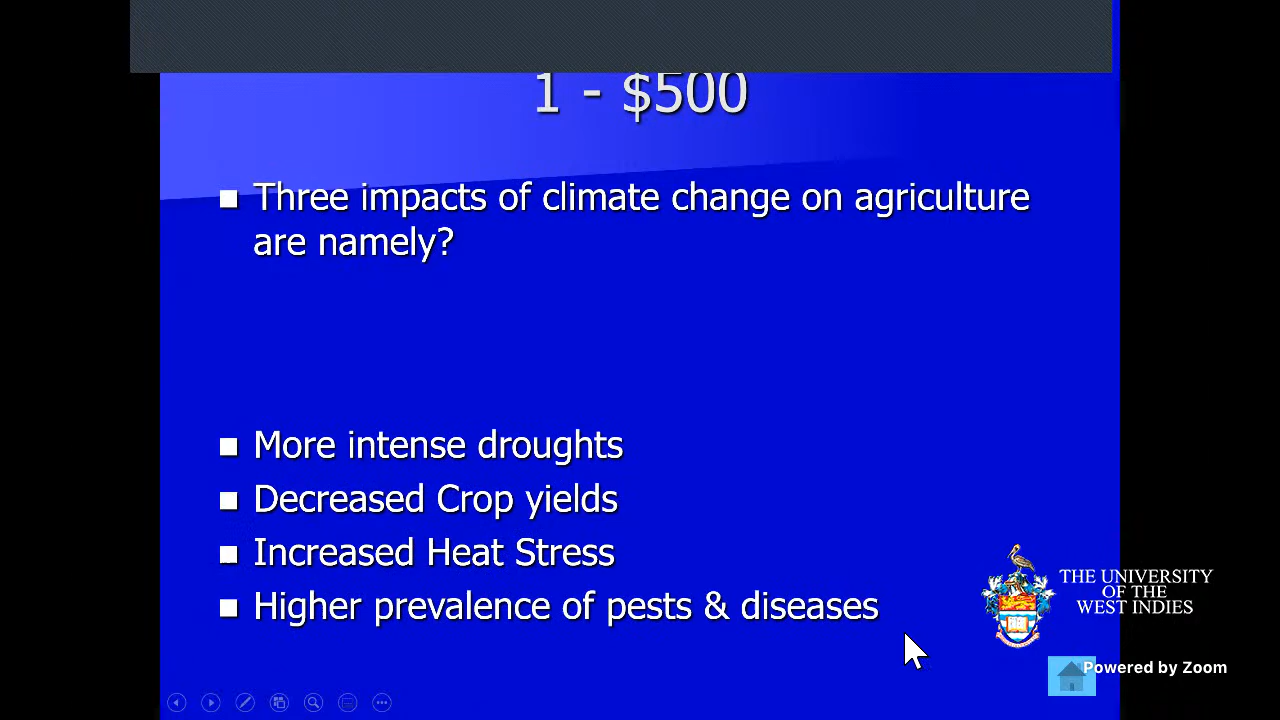 1 - $500
Three impacts of climate change on agriculture
are namely?
More intense droughts
Decreased Crop yields
Increased Heat Stress
Higher prevalence of pests & diseases
THE UNIVERSITY
OF THE
WEST INDIES
Powered by Zoom